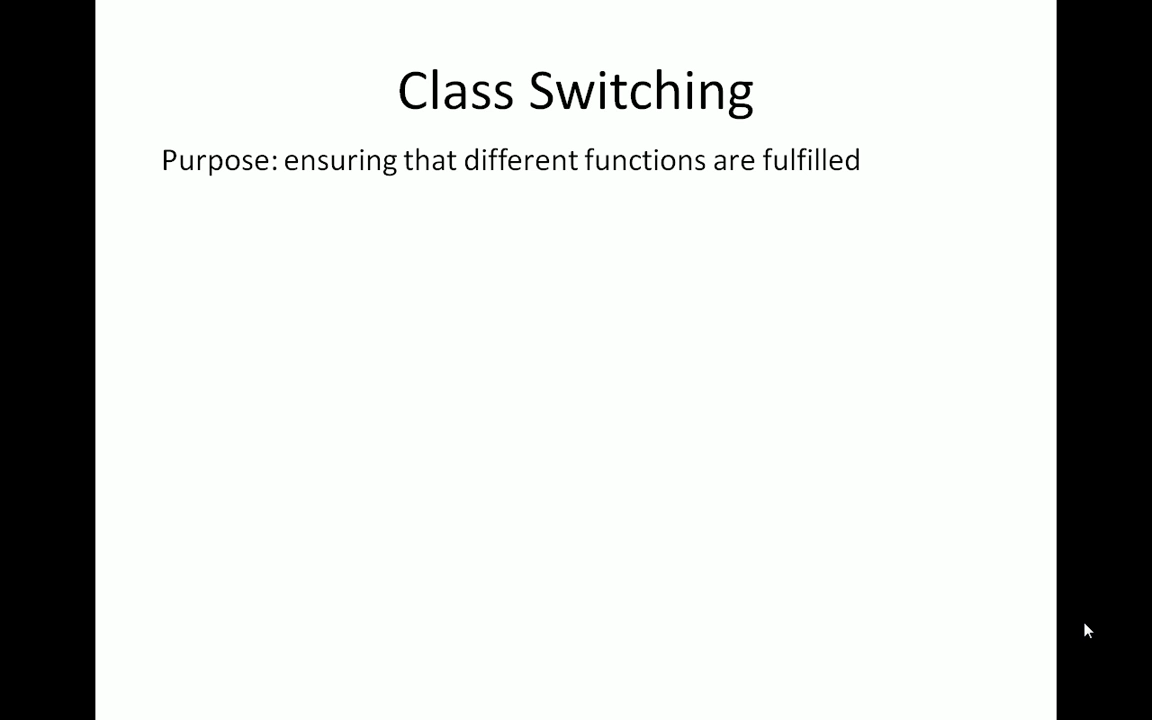 Class Switching
Purpose: ensuring that different functions are fulfilled